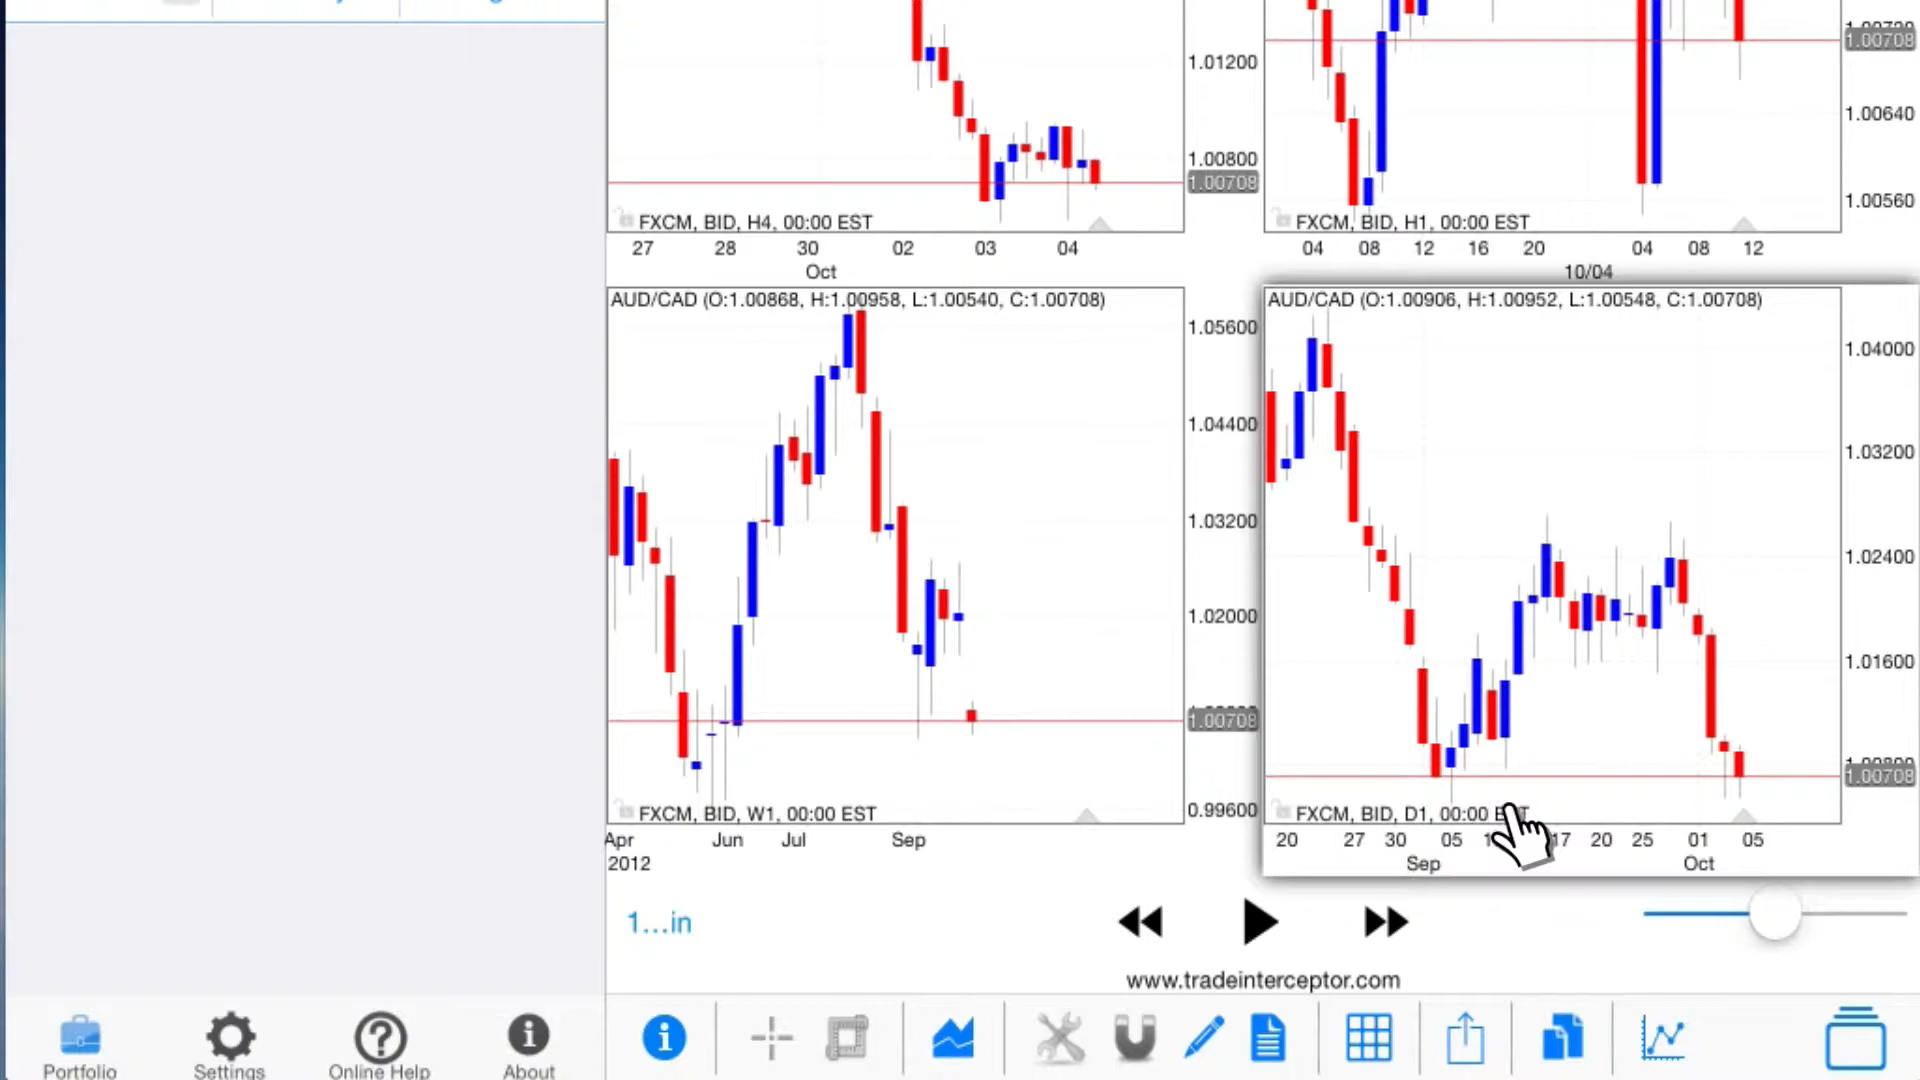 1.01200
1.00800
1.00708
FXCM, BID, H4, 00:00 EST
27 28 30 02 03 04
Oct
1.00708
1.00640
1.00560
FXCM, BID, H1, 00:00 EST
04 08 12 16 20 04 08 12
10/04
AUD/CAD (O:1.00868, H:1.00958, L:1.00540, C:1.00708)
1.05600
1.04400
1.03200
1.02000
1.00708
0.99600
FXCM, BID, W1, 00:00 EST
Apr Jun Jul Sep
2012
AUD/CAD (O:1.00906, H:1.00952, L:1.00548, C:1.00708)
1.04000
1.03200
1.02400
1.01600
1.00708
FXCM, BID, D1, 00:00
20 27 30 05 17 20 25 01 05
Sep Oct
1...in
www.tradeinterceptor.com
Portfolio Settings Online Help About